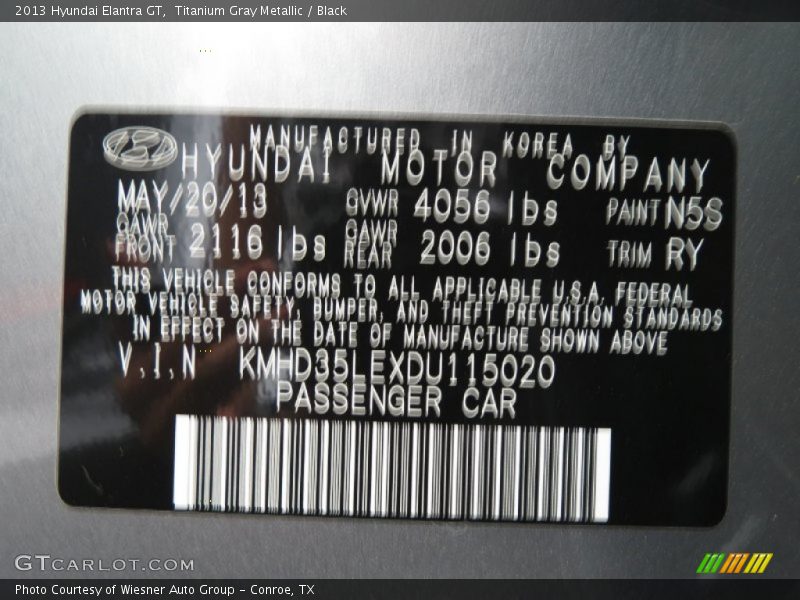 2013 Hyundai Elantra GT,  Titanium Gray Metallic / Black
MANUFACTURED IN KOREA BY
HYUNDAI MOTOR COMPANY
MAY/20/13 GVWR 4056 lbs PAINT N5S
GAWR FRONT 2116 lbs GAWR REAR 2006 lbs TRIM RY
THIS VEHICLE CONFORMS TO ALL APPLICABLE U.S.A. FEDERAL
MOTOR VEHICLE SAFETY, BUMPER, AND THEFT PREVENTION STANDARDS
IN EFFECT ON THE DATE OF MANUFACTURE SHOWN ABOVE
V.I.N KMHD35LEXDU115020
PASSENGER CAR
GTCARLOT.COM
Photo Courtesy of Wiesner Auto Group - Conroe, TX